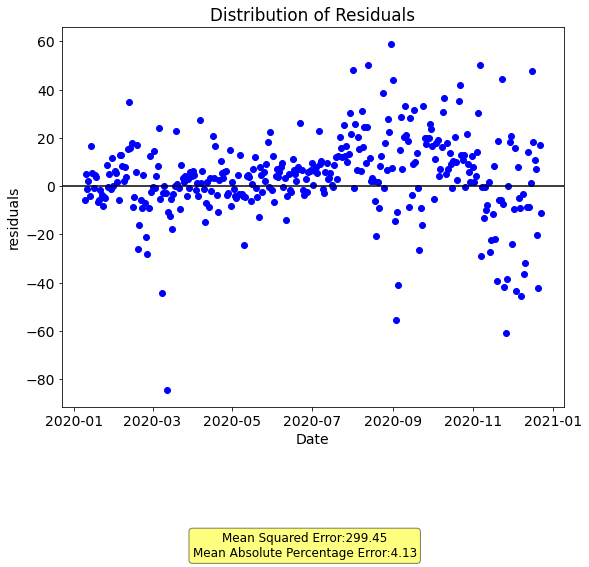 Distribution of Residuals
60
40
20
0
−20
−40
−60
−80
residuals
2020-01 2020-03 2020-05 2020-07 2020-09 2020-11 2021-01
Date
Mean Squared Error:299.45
Mean Absolute Percentage Error:4.13